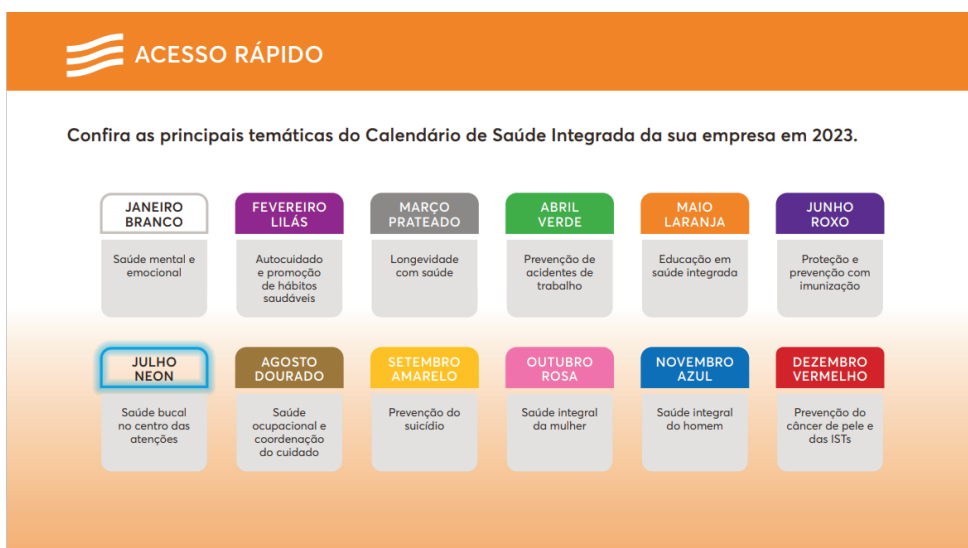 ACESSO RÁPIDO
Confira as principais temáticas do Calendário de Saúde Integrada da sua empresa em 2023.
JANEIRO
BRANCO
Saúde mental e
emocional
FEVEREIRO
LILÁS
Autocuidado
e promoção
de hábitos
saudáveis
MARÇO
PRATEADO
Longevidade
com saúde
ABRIL
VERDE
Prevenção de
acidentes de
trabalho
MAIO
LARANJA
Educação em
saúde integrada
JUNHO
ROXO
Proteção e
prevenção com
imunização
JULHO
NEON
Saúde bucal
no centro das
atenções
AGOSTO
DOURADO
Saúde
ocupacional e
coordenação
do cuidado
SETEMBRO
AMARELO
Prevenção do
suicídio
OUTUBRO
ROSA
Saúde integral
da mulher
NOVEMBRO
AZUL
Saúde integral
do homem
DEZEMBRO
VERMELHO
Prevenção do
câncer de pele e
das ISTs